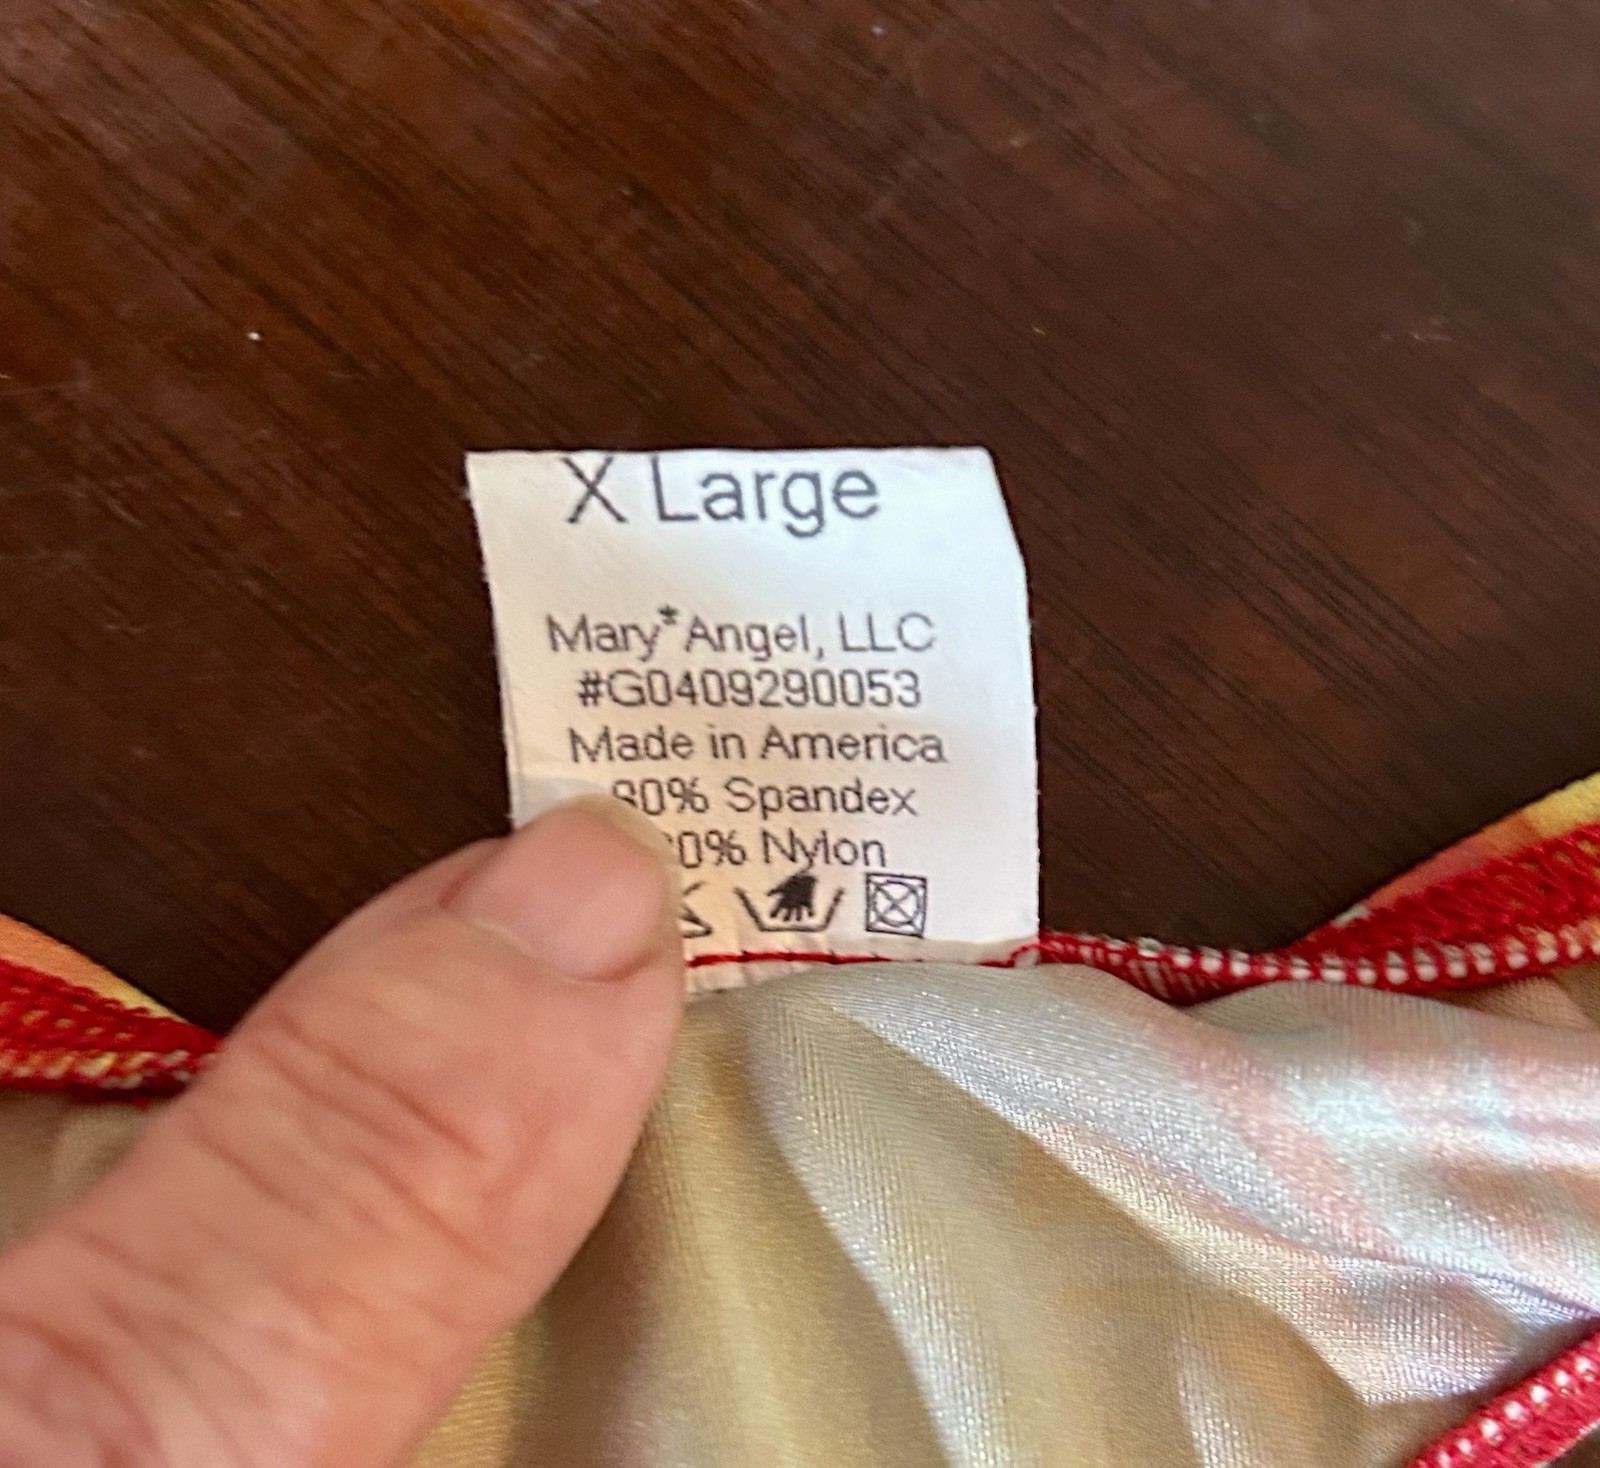 X Large
Mary*Angel, LLC
#G0409290053
Made in America
Spandex
Nylon